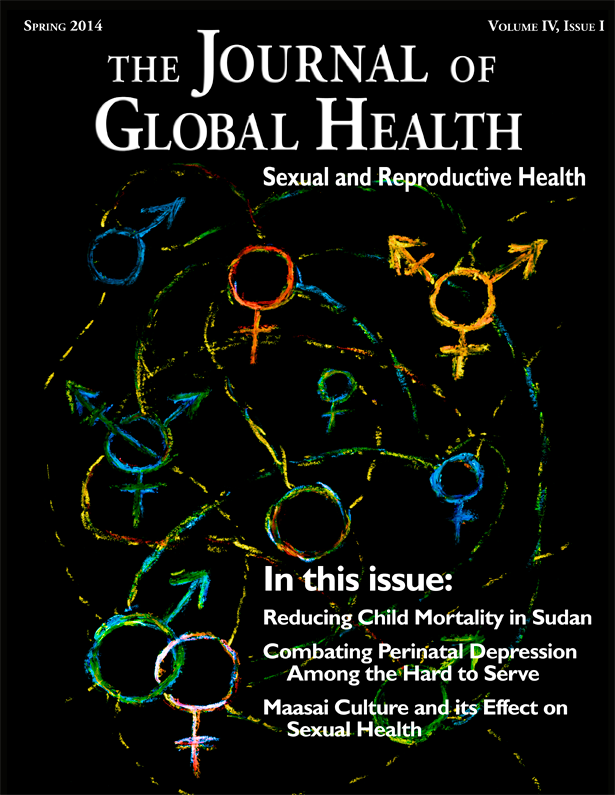 SPRING 2014
VOLUME IV, ISSUE I
THE JOURNAL OF
GLOBAL HEALTH
Sexual and Reproductive Health
In this issue:
Reducing Child Mortality in Sudan
Combating Perinatal Depression
Among the Hard to Serve
Maasai Culture and its Effect on
Sexual Health